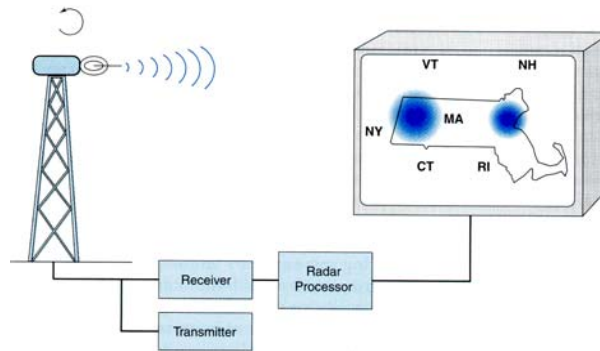 VT
NH
NY
MA
CT
RI
Receiver
Radar
Processor
Transmitter